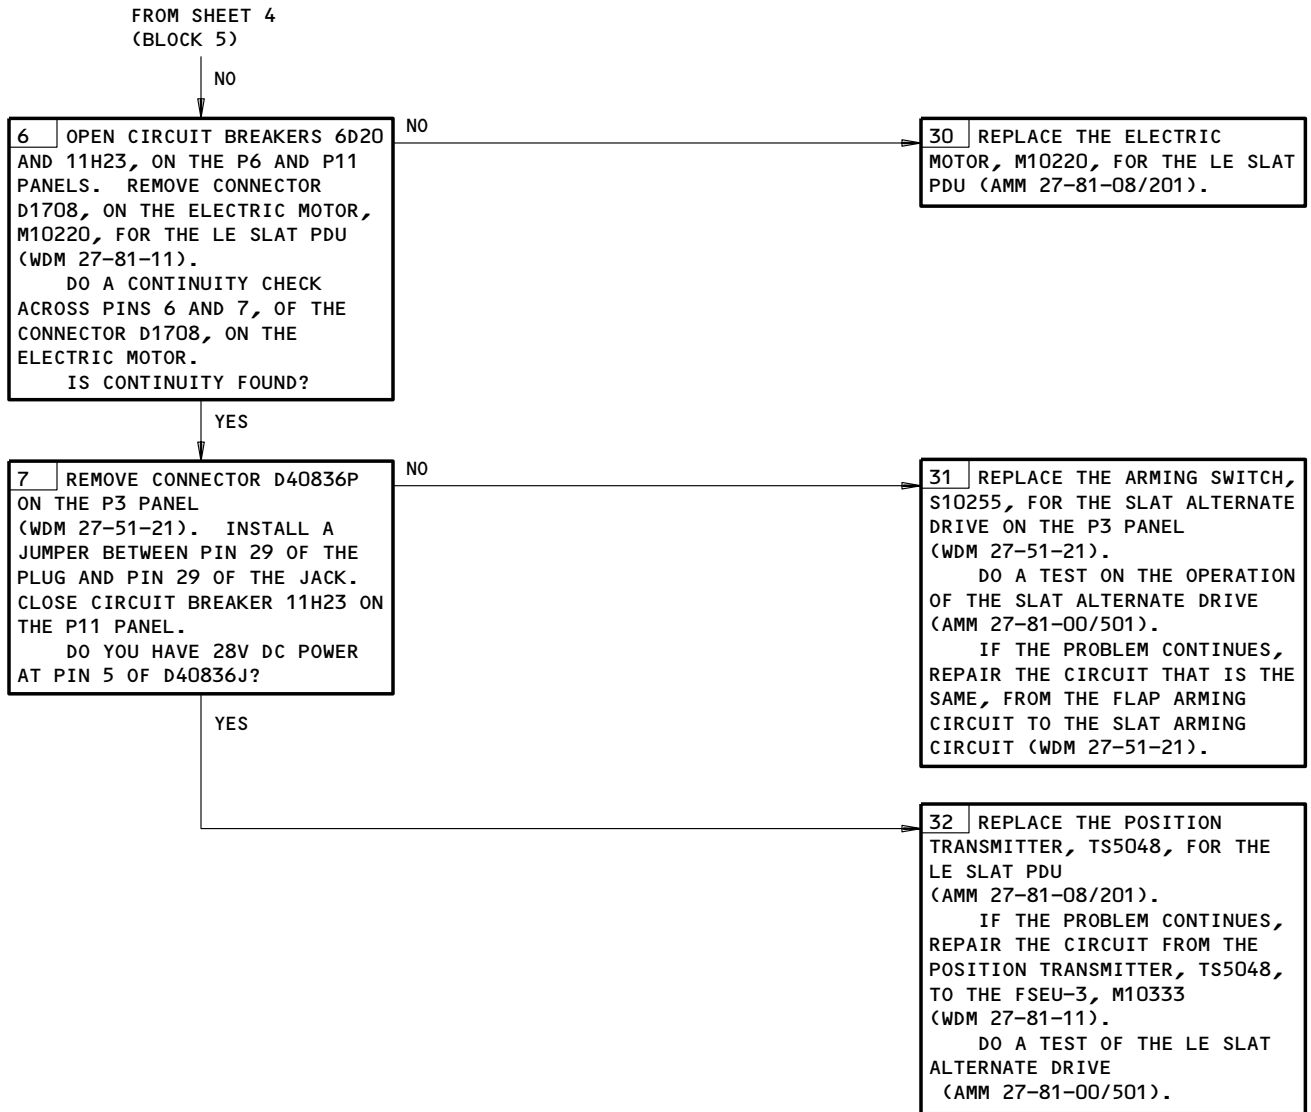 FROM SHEET 4
(BLOCK 5)
NO
6 OPEN CIRCUIT BREAKERS 6D20
AND 11H23, ON THE P6 AND P11
PANELS. REMOVE CONNECTOR
D1708, ON THE ELECTRIC MOTOR,
M10220, FOR THE LE SLAT PDU
(WDM 27-81-11).
DO A CONTINUITY CHECK
ACROSS PINS 6 AND 7, OF THE
CONNECTOR D1708, ON THE
ELECTRIC MOTOR.
IS CONTINUITY FOUND?
NO
30 REPLACE THE ELECTRIC
MOTOR, M10220, FOR THE LE SLAT
PDU (AMM 27-81-08/201).
YES
7 REMOVE CONNECTOR D40836P
ON THE P3 PANEL
(WDM 27-51-21). INSTALL A
JUMPER BETWEEN PIN 29 OF THE
PLUG AND PIN 29 OF THE JACK.
CLOSE CIRCUIT BREAKER 11H23 ON
THE P11 PANEL.
DO YOU HAVE 28V DC POWER
AT PIN 5 OF D40836J?
NO
31 REPLACE THE ARMING SWITCH,
S10255, FOR THE SLAT ALTERNATE
DRIVE ON THE P3 PANEL
(WDM 27-51-21).
DO A TEST ON THE OPERATION
OF THE SLAT ALTERNATE DRIVE
(AMM 27-81-00/501).
IF THE PROBLEM CONTINUES,
REPAIR THE CIRCUIT THAT IS THE
SAME, FROM THE FLAP ARMING
CIRCUIT TO THE SLAT ARMING
CIRCUIT (WDM 27-51-21).
YES
32 REPLACE THE POSITION
TRANSMITTER, TS5048, FOR THE
LE SLAT PDU
(AMM 27-81-08/201).
IF THE PROBLEM CONTINUES,
REPAIR THE CIRCUIT FROM THE
POSITION TRANSMITTER, TS5048,
TO THE FSEU-3, M10333
(WDM 27-81-11).
DO A TEST OF THE LE SLAT
ALTERNATE DRIVE
(AMM 27-81-00/501).